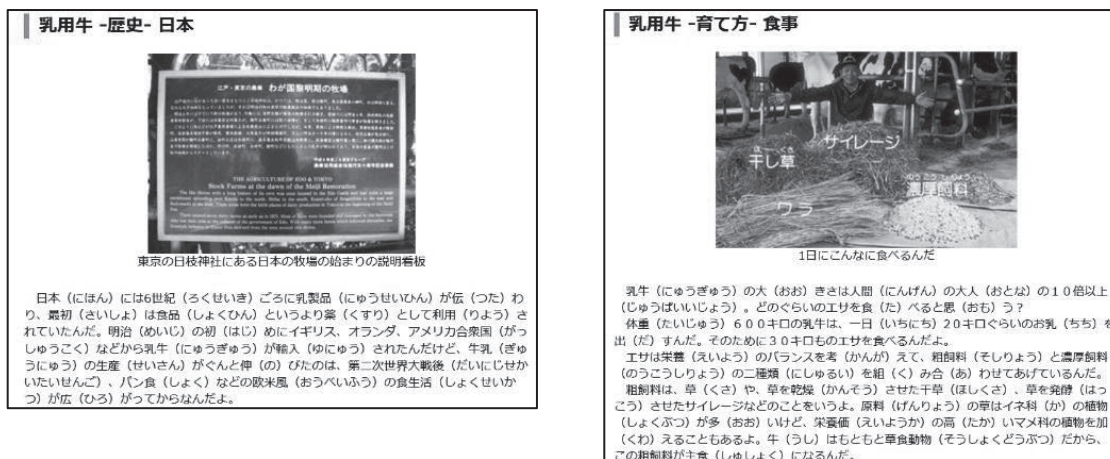 乳用牛 -歴史- 日本
江戸・東京の農業 わが国黎明期の牧場
THE AGRICULTURE OF EDO & TOKYO
Stock Farms at the dawn of the Meiji Restoration
東京の日枝神社にある日本の牧場の始まりの説明看板
日本（にほん）には6世紀（ろくせいき）ごろに乳製品（にゅうせいひん）が伝（つた）わ
り、最初（さいしょ）は食品（しょくひん）というより薬（くすり）として利用（りよう）さ
れていたんだ。明治（めいじ）の初（はじ）めにイギリス、オランダ、アメリカ合衆国（がっ
しゅうこく）などから乳牛（にゅうぎゅう）が輸入（ゆにゅう）されたんだけど、牛乳（ぎゅ
うにゅう）の生産（せいさん）がぐんと伸（の）びたのは、第二次世界大戦後（だいにじせか
いたいせんご）、パン食（しょく）などの欧米風（おうべいふう）の食生活（しょくせいか
つ）が広（ひろ）がってからなんだよ。
乳用牛 -育て方- 食事
サイレージ
ほ くさ
干し草
のうこうしりょう
濃厚飼料
ワラ
1日にこんなに食べるんだ
乳牛（にゅうぎゅう）の大（おお）きさは人間（にんげん）の大人（おとな）の１０倍以上
（じゅうばいいじょう）。どのぐらいのエサを食（た）べると思（おも）う？
体重（たいじゅう）６００キロの乳牛は、一日（いちにち）20キロぐらいのお乳（ちち）を
出（だ）すんだ。そのために３０キロものエサを食べるんだよ。
エサは栄養（えいよう）のバランスを考（かんが）えて、粗飼料（そしりょう）と濃厚飼料
（のうこうしりょう）の二種類（にしゅるい）を組（く）み合（あ）わせてあげているんだ。
粗飼料は、草（くさ）や、草を乾燥（かんそう）させた干草（ほしくさ）、草を発酵（はっ
こう）させたサイレージなどのことをいうよ。原料（げんりょう）の草はイネ科（か）の植物
（しょくぶつ）が多（おお）いけど、栄養価（えいようか）の高（たか）いマメ科の植物を加
（くわ）えることもあるよ。牛（うし）はもともと草食動物（そうしょくどうぶつ）だから、
この粗飼料が主食（しゅしょく）になるんだ。